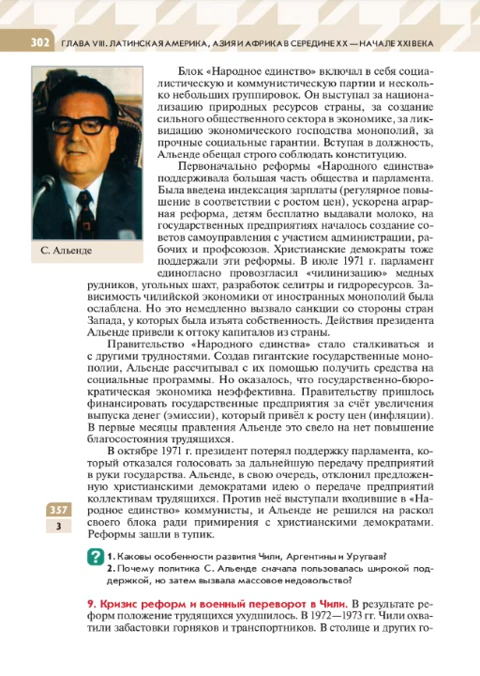 302 ГЛАВА VIII. ЛАТИНСКАЯ АМЕРИКА, АЗИЯ И АФРИКА В СЕРЕДИНЕ XX — НАЧАЛЕ XXI ВЕКА
Блок «Народное единство» включал в себя социа-
листическую и коммунистическую партии и несколь-
ко небольших группировок. Он выступал за национа-
лизацию природных ресурсов страны, за создание
сильного общественного сектора в экономике, за лик-
видацию экономического господства монополий, за
прочные социальные гарантии. Вступая в должность,
Альенде обещал строго соблюдать конституцию.
Первоначально реформы «Народного единства»
поддерживала большая часть общества и парламента.
Была введена индексация зарплаты (регулярное повы-
шение в соответствии с ростом цен), ускорена аграр-
ная реформа, детям бесплатно выдавали молоко, на
государственных предприятиях началось создание со-
ветов самоуправления с участием администрации, ра-
бочих и профсоюзов. Христианские демократы тоже
поддержали эти реформы. В июле 1971 г. парламент
единогласно провозгласил «чилинизацию» медных
С. Альенде
рудников, угольных шахт, разработок селитры и гидроресурсов. За-
висимость чилийской экономики от иностранных монополий была
ослаблена. Но это немедленно вызвало санкции со стороны стран
Запада, у которых была изъята собственность. Действия президента
Альенде привели к оттоку капиталов из страны.
Правительство «Народного единства» стало сталкиваться и
с другими трудностями. Создав гигантские государственные моно-
полии, Альенде рассчитывал с их помощью получить средства на
социальные программы. Но оказалось, что государственно-бюро-
кратическая экономика неэффективна. Правительству пришлось
финансировать государственные предприятия за счёт увеличения
выпуска денег (эмиссии), который привёл к росту цен (инфляции).
В первые месяцы правления Альенде это свело на нет повышение
благосостояния трудящихся.
В октябре 1971 г. президент потерял поддержку парламента, ко-
торый отказался голосовать за дальнейшую передачу предприятий
в руки государства. Альенде, в свою очередь, отклонил предложен-
ную христианскими демократами идею о передаче предприятий
коллективам трудящихся. Против неё выступали входившие в «На-
родное единство» коммунисты, и Альенде не решился на раскол
своего блока ради примирения с христианскими демократами.
Реформы зашли в тупик.
357
3
? 1. Каковы особенности развития Чили, Аргентины и Уругвая?
2. Почему политика С. Альенде сначала пользовалась широкой под-
держкой, но затем вызвала массовое недовольство?
9. Кризис реформ и военный переворот в Чили. В результате ре-
форм положение трудящихся ухудшилось. В 1972—1973 гг. Чили охва-
тили забастовки горняков и транспортников. В столице и других го-